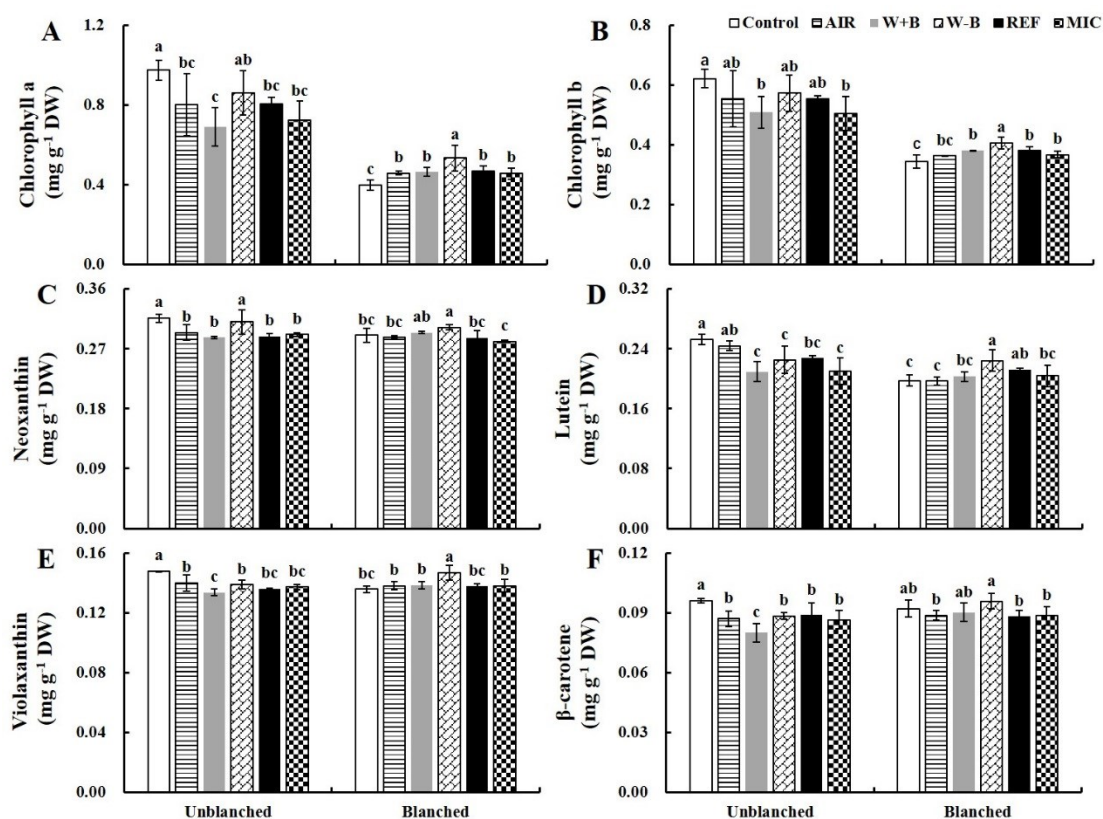 Control AIR W+B W-B REF MIC
A
Chlorophyll a
(mg g⁻¹ DW)
1.2
0.8
0.4
0.0
a bc c ab bc bc
c b b a b b
B
Chlorophyll b
(mg g⁻¹ DW)
0.8
0.6
0.4
0.2
0.0
a ab b ab ab b
c bc b a b b
C
Neoxanthin
(mg g⁻¹ DW)
0.36
0.27
0.18
0.09
0.00
a b b a b b
bc bc ab a bc c
D
Lutein
(mg g⁻¹ DW)
0.32
0.24
0.16
0.08
0.00
a ab c c bc c
c c bc a ab bc
E
Violaxanthin
(mg g⁻¹ DW)
0.16
0.12
0.08
0.04
0.00
a b c b bc bc
bc b b a bc b
Unblanched Blanched
F
β-carotene
(mg g⁻¹ DW)
0.12
0.09
0.06
0.03
0.00
a b c b b b
ab b ab a b b
Unblanched Blanched